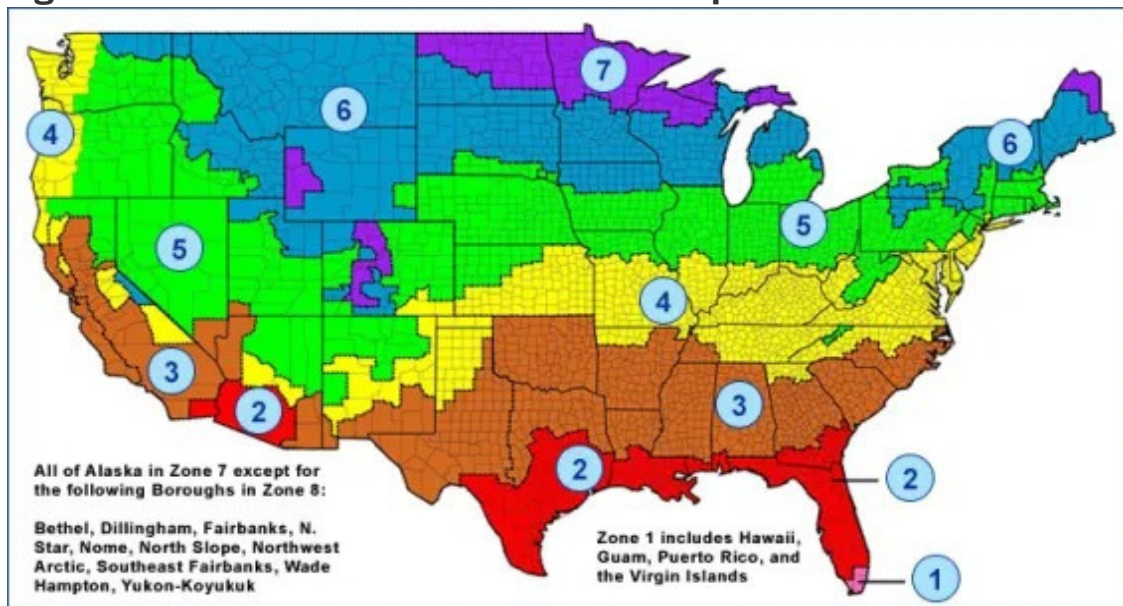 7
6
4
6
5
5
4
3
3
2
2
2
1
All of Alaska in Zone 7 except for
the following Boroughs in Zone 8:
Bethel, Dillingham, Fairbanks, N.
Star, Nome, North Slope, Northwest
Arctic, Southeast Fairbanks, Wade
Hampton, Yukon-Koyukuk
Zone 1 includes Hawaii,
Guam, Puerto Rico, and
the Virgin Islands